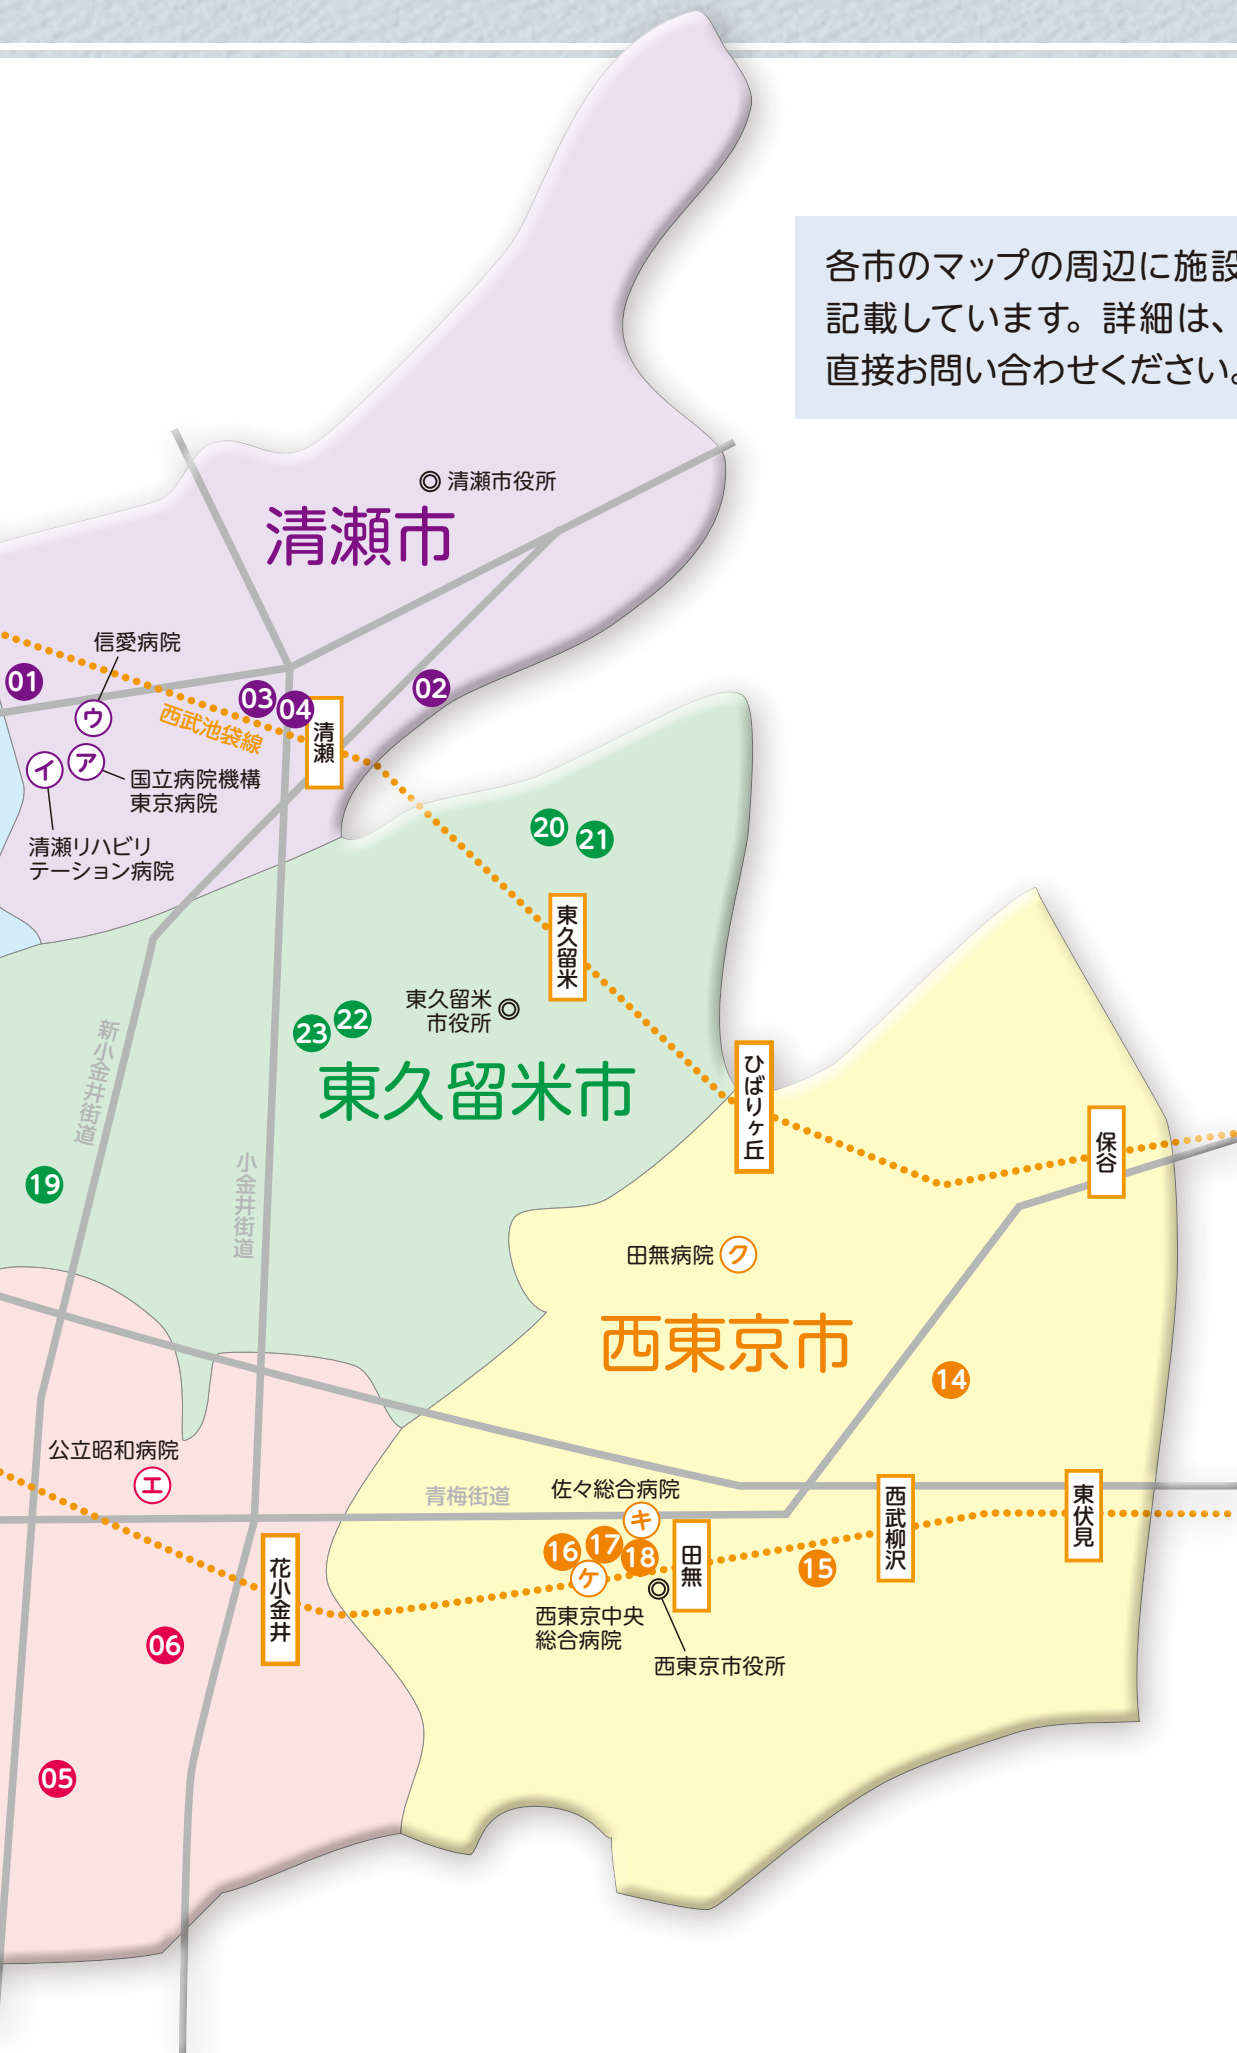 各市のマップの周辺に施設
記載しています。詳細は、
直接お問い合わせください。
清瀬市役所
清瀬市
信愛病院
01
ウ
西武池袋線
03
04
02
清瀬
イ
ア
国立病院機構
東京病院
清瀬リハビリ
テーション病院
20
21
東久留米
東久留米
市役所
23
22
東久留米市
新小金井街道
小金井街道
19
ひばりヶ丘
保谷
田無病院
ク
西東京市
14
公立昭和病院
エ
青梅街道
佐々総合病院
キ
16
17
18
ケ
田無
15
西武柳沢
東伏見
花小金井
西東京中央
総合病院
西東京市役所
06
05